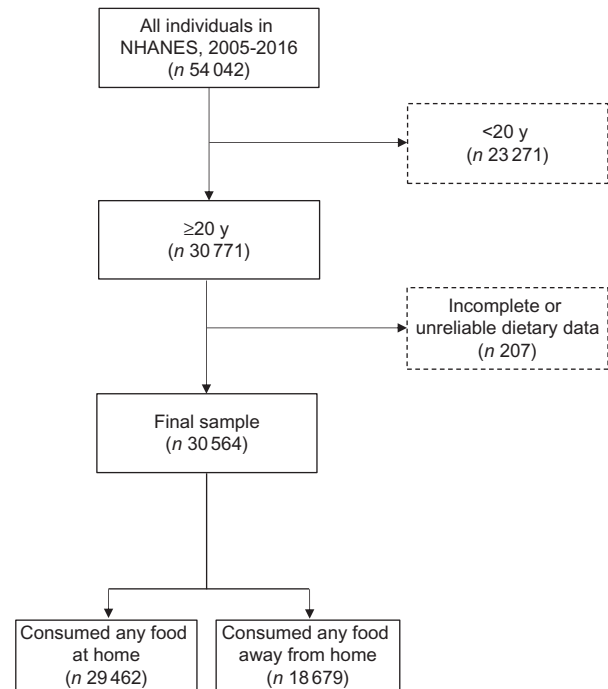 All individuals in
NHANES, 2005-2016
(n 54 042)
<20 y
(n 23 271)
≥20 y
(n 30 771)
Incomplete or
unreliable dietary data
(n 207)
Final sample
(n 30 564)
Consumed any food
at home
(n 29 462)
Consumed any food
away from home
(n 18 679)